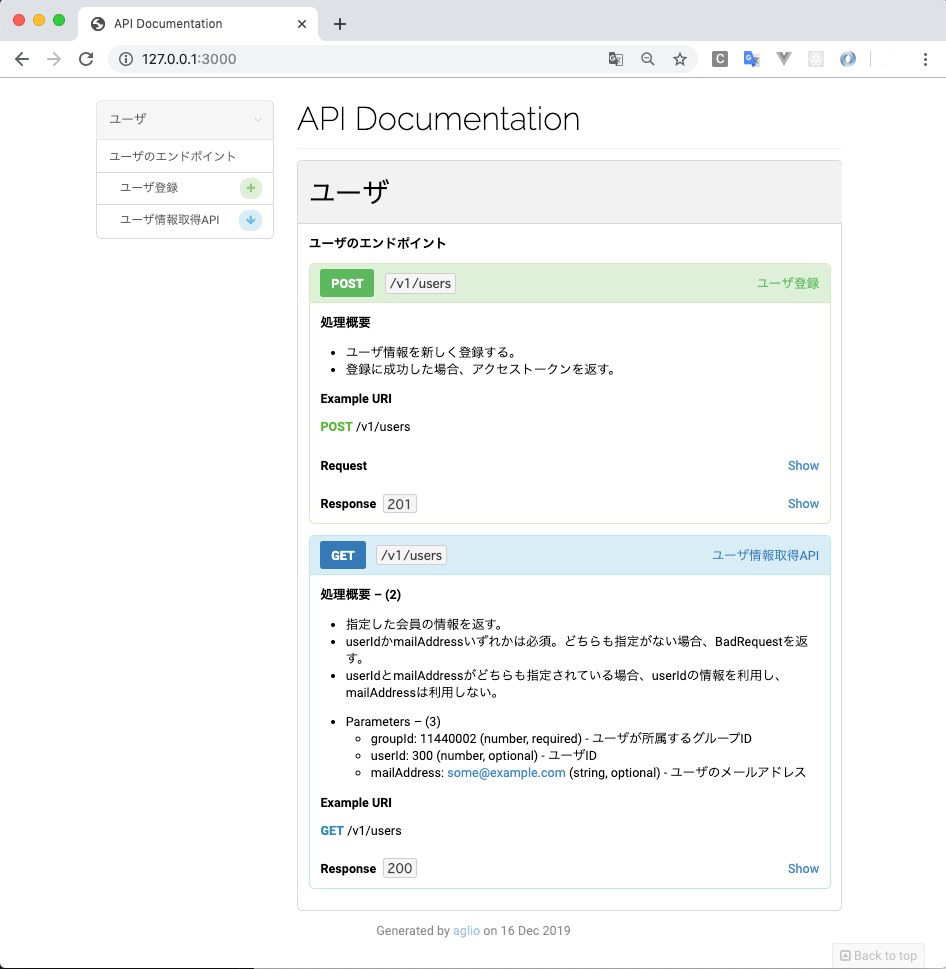 API Documentation
127.0.0.1:3000
ユーザ
ユーザのエンドポイント
ユーザ登録
ユーザ情報取得API
API Documentation
ユーザ
ユーザのエンドポイント
POST /v1/users ユーザ登録
処理概要
ユーザ情報を新しく登録する。
登録に成功した場合、アクセストークンを返す。
Example URI
POST /v1/users
Request Show
Response 201 Show
GET /v1/users ユーザ情報取得API
処理概要 – (2)
指定した会員の情報を返す。
userIdかmailAddressいずれかは必須。どちらも指定がない場合、BadRequestを返
す。
userIdとmailAddressがどちらも指定されている場合、userIdの情報を利用し、
mailAddressは利用しない。
Parameters – (3)
groupId: 11440002 (number, required) - ユーザが所属するグループID
userId: 300 (number, optional) - ユーザID
mailAddress: some@example.com (string, optional) - ユーザのメールアドレス
Example URI
GET /v1/users
Response 200 Show
Generated by aglio on 16 Dec 2019
Back to top